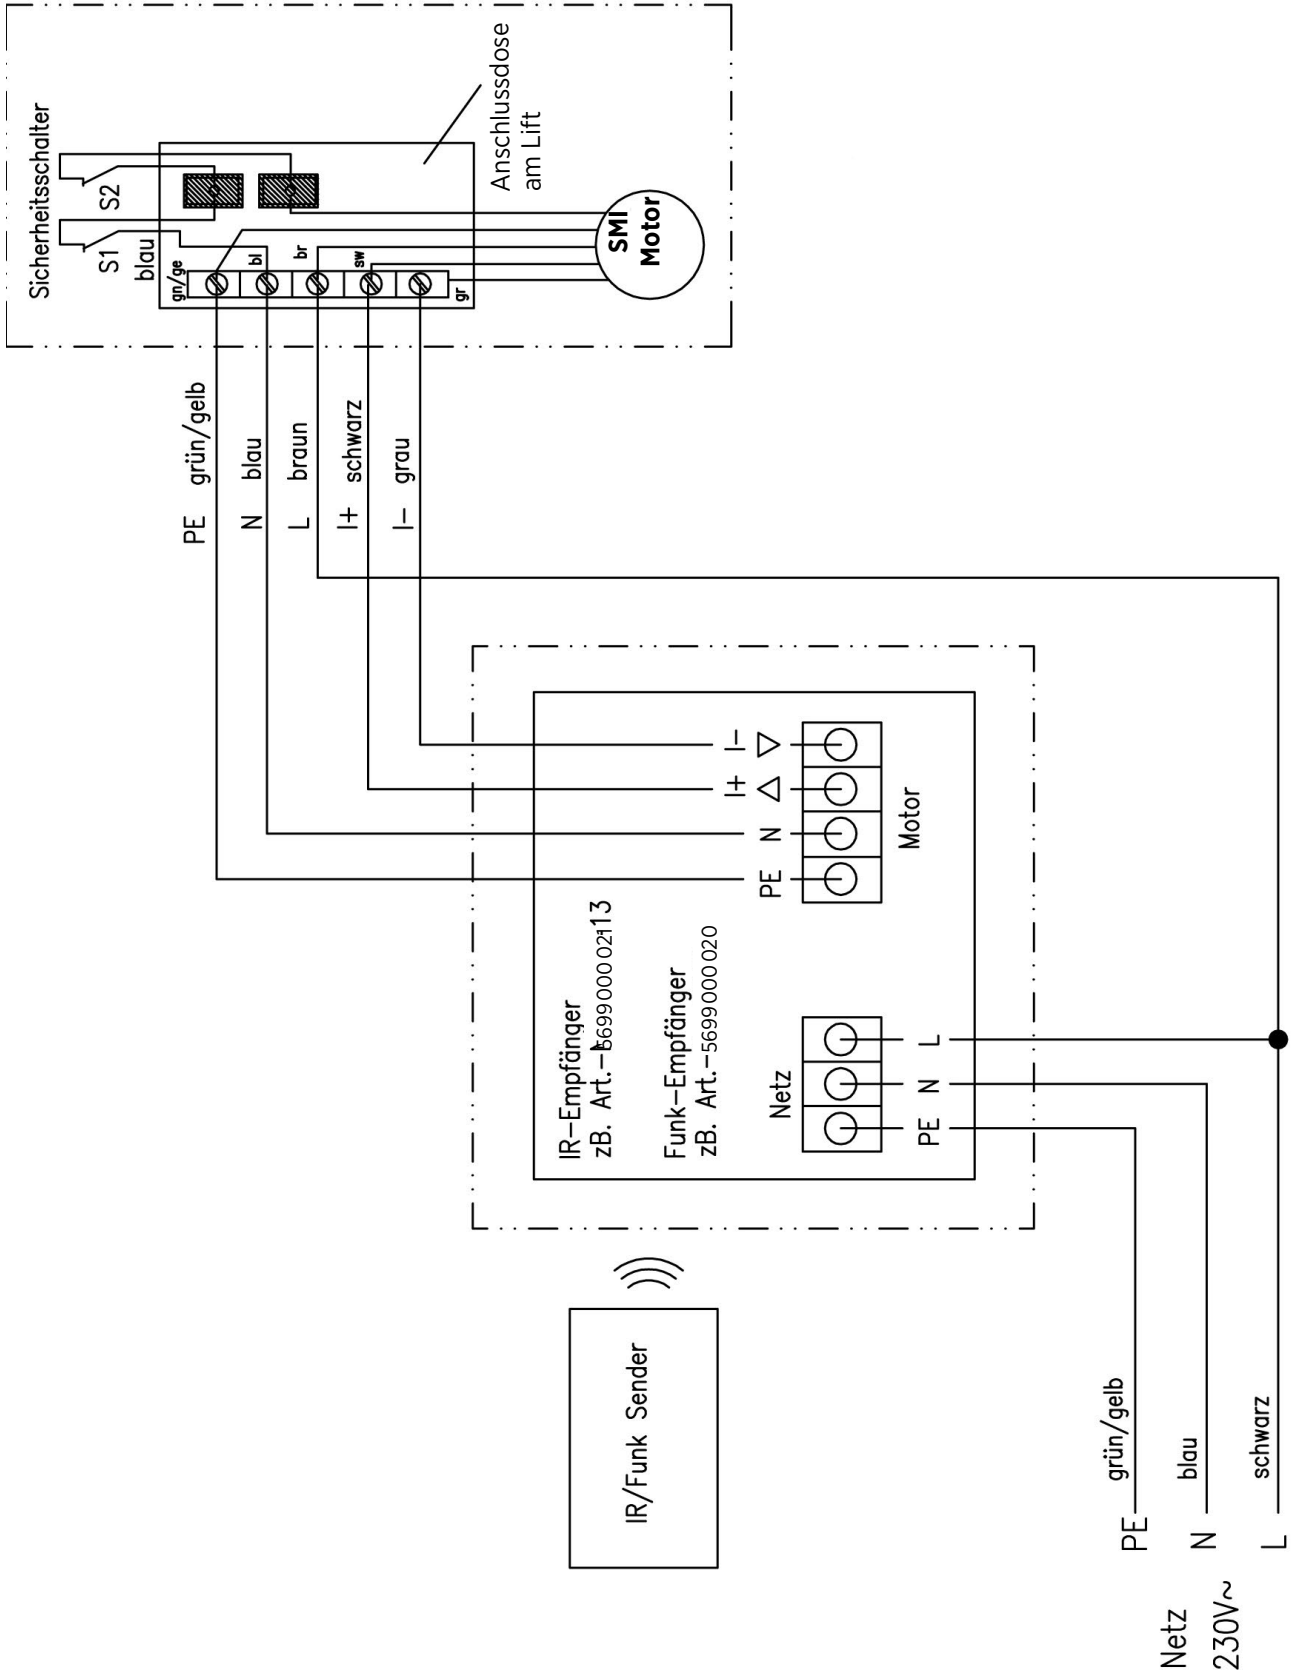 Sicherheitsschalter
S1
S2
blau
gn/ge
bl
br
sw
gr
Anschlussdose
am Lift
SMI
Motor
PE grün/gelb
N blau
L braun
I+ schwarz
I− grau
IR−Empfänger
zB. Art.−
Funk−Empfänger
zB. Art.−5699000020
Netz
PE
N
L
PE
N
I+
I−
Motor
IR/Funk Sender
Netz
230V~
PE grün/gelb
N blau
L schwarz